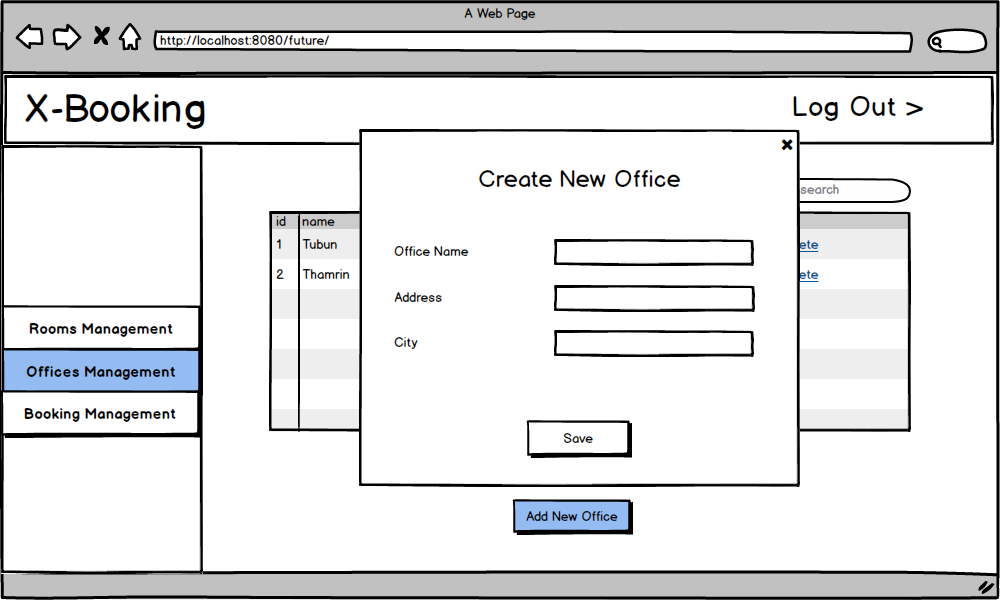 A Web Page
http://localhost:8080/future/
X-Booking
Log Out >
Create New Office
search
id name
1 Tubun
ete
2 Thamrin
ete
Office Name
Address
City
Rooms Management
Offices Management
Booking Management
Save
Add New Office